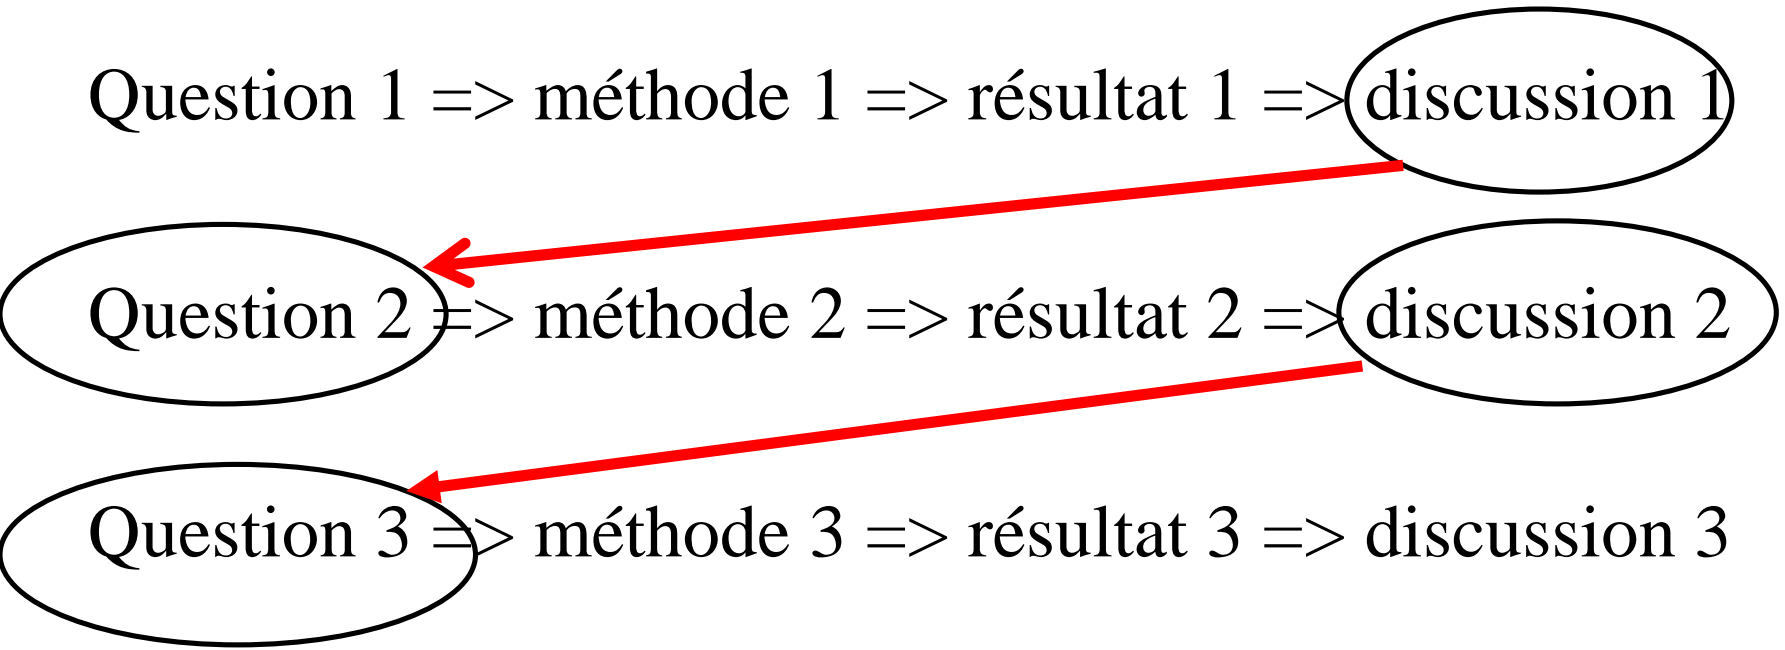 Question 1 => méthode 1 => résultat 1 => discussion 1
Question 2 => méthode 2 => résultat 2 => discussion 2
Question 3 => méthode 3 => résultat 3 => discussion 3